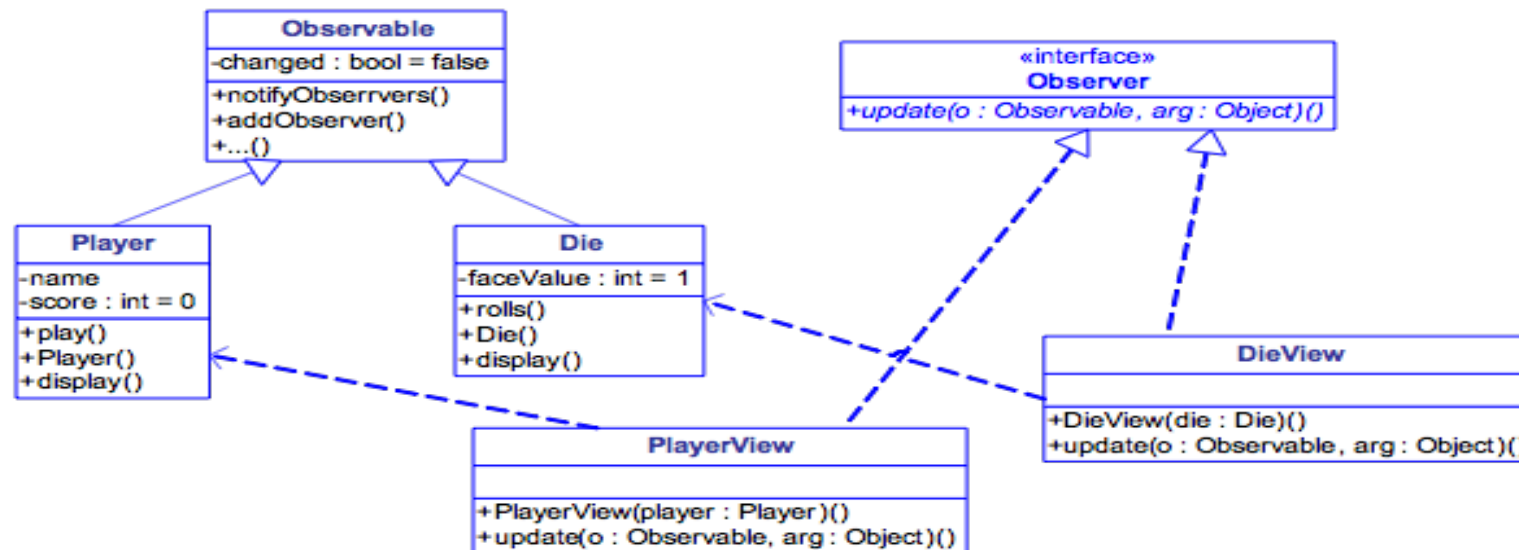 Observable
-changed : bool = false
+notifyObserrvers()
+addObserver()
+...()
«interface»
Observer
+update(o : Observable, arg : Object)()
Player
-name
-score : int = 0
+play()
+Player()
+display()
Die
-faceValue : int = 1
+rolls()
+Die()
+display()
DieView
+DieView(die : Die)()
+update(o : Observable, arg : Object)()
PlayerView
+PlayerView(player : Player)()
+update(o : Observable, arg : Object)()